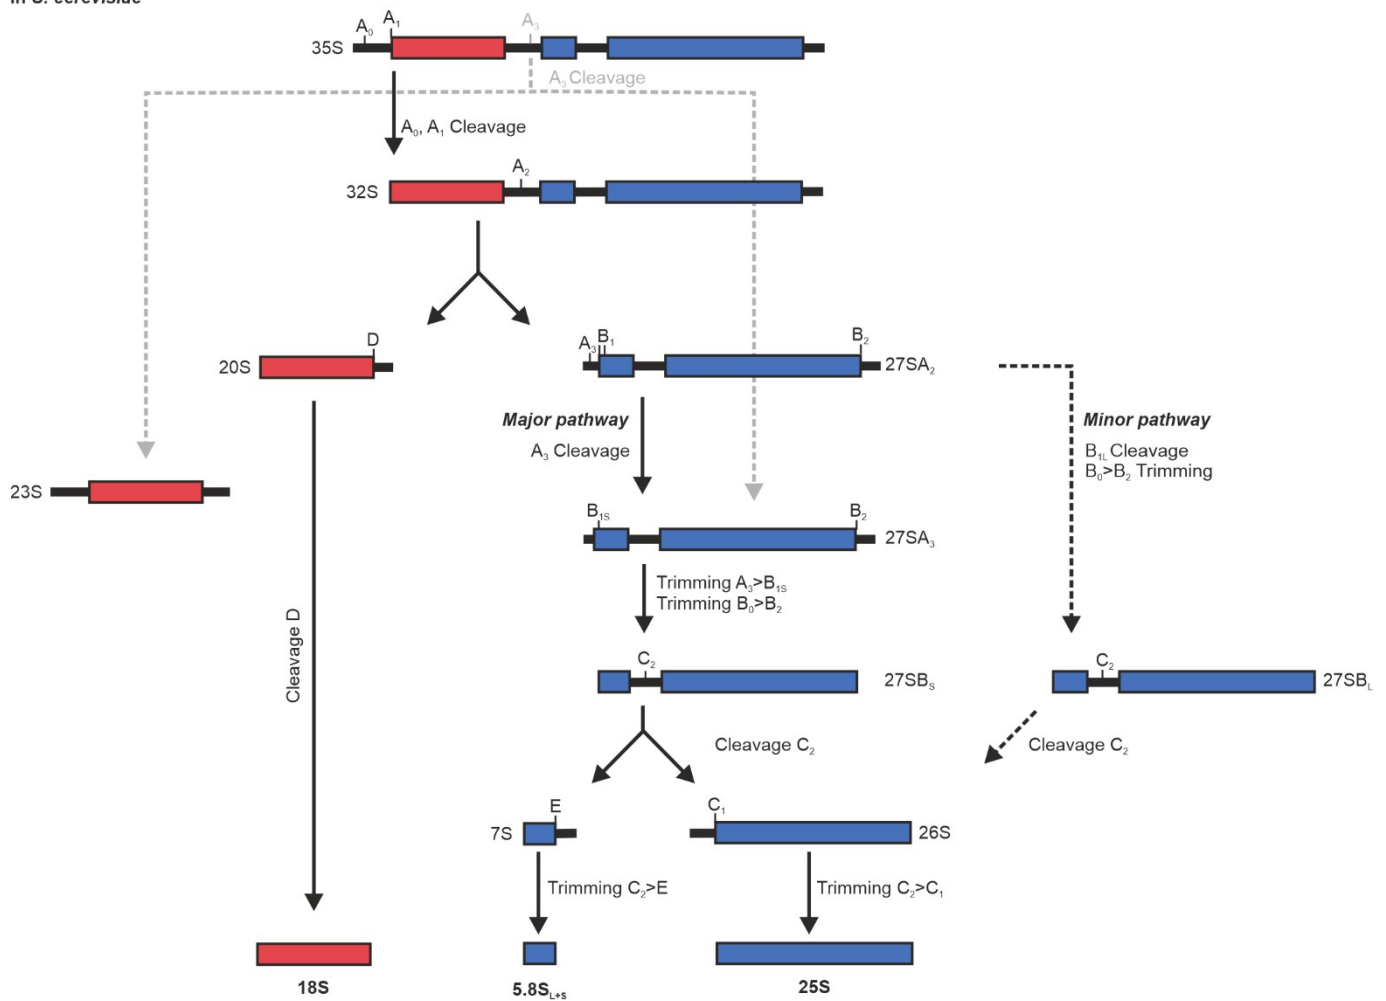 in S. cerevisiae
A₀ A₁ A₃
35S
A₃ Cleavage
A₀, A₁ Cleavage
A₂
32S
D
20S
A₃ B₁ B₂
27SA₂
Major pathway
A₃ Cleavage
Minor pathway
B₁L Cleavage
B₀>B₂ Trimming
23S
B₁S B₂
27SA₃
Trimming A₃>B₁S
Trimming B₀>B₂
Cleavage D
C₂
27SBS
C₂
27SBL
Cleavage C₂
Cleavage C₂
E
7S
C₁
26S
Trimming C₂>E
Trimming C₂>C₁
18S
5.8SL+S
25S